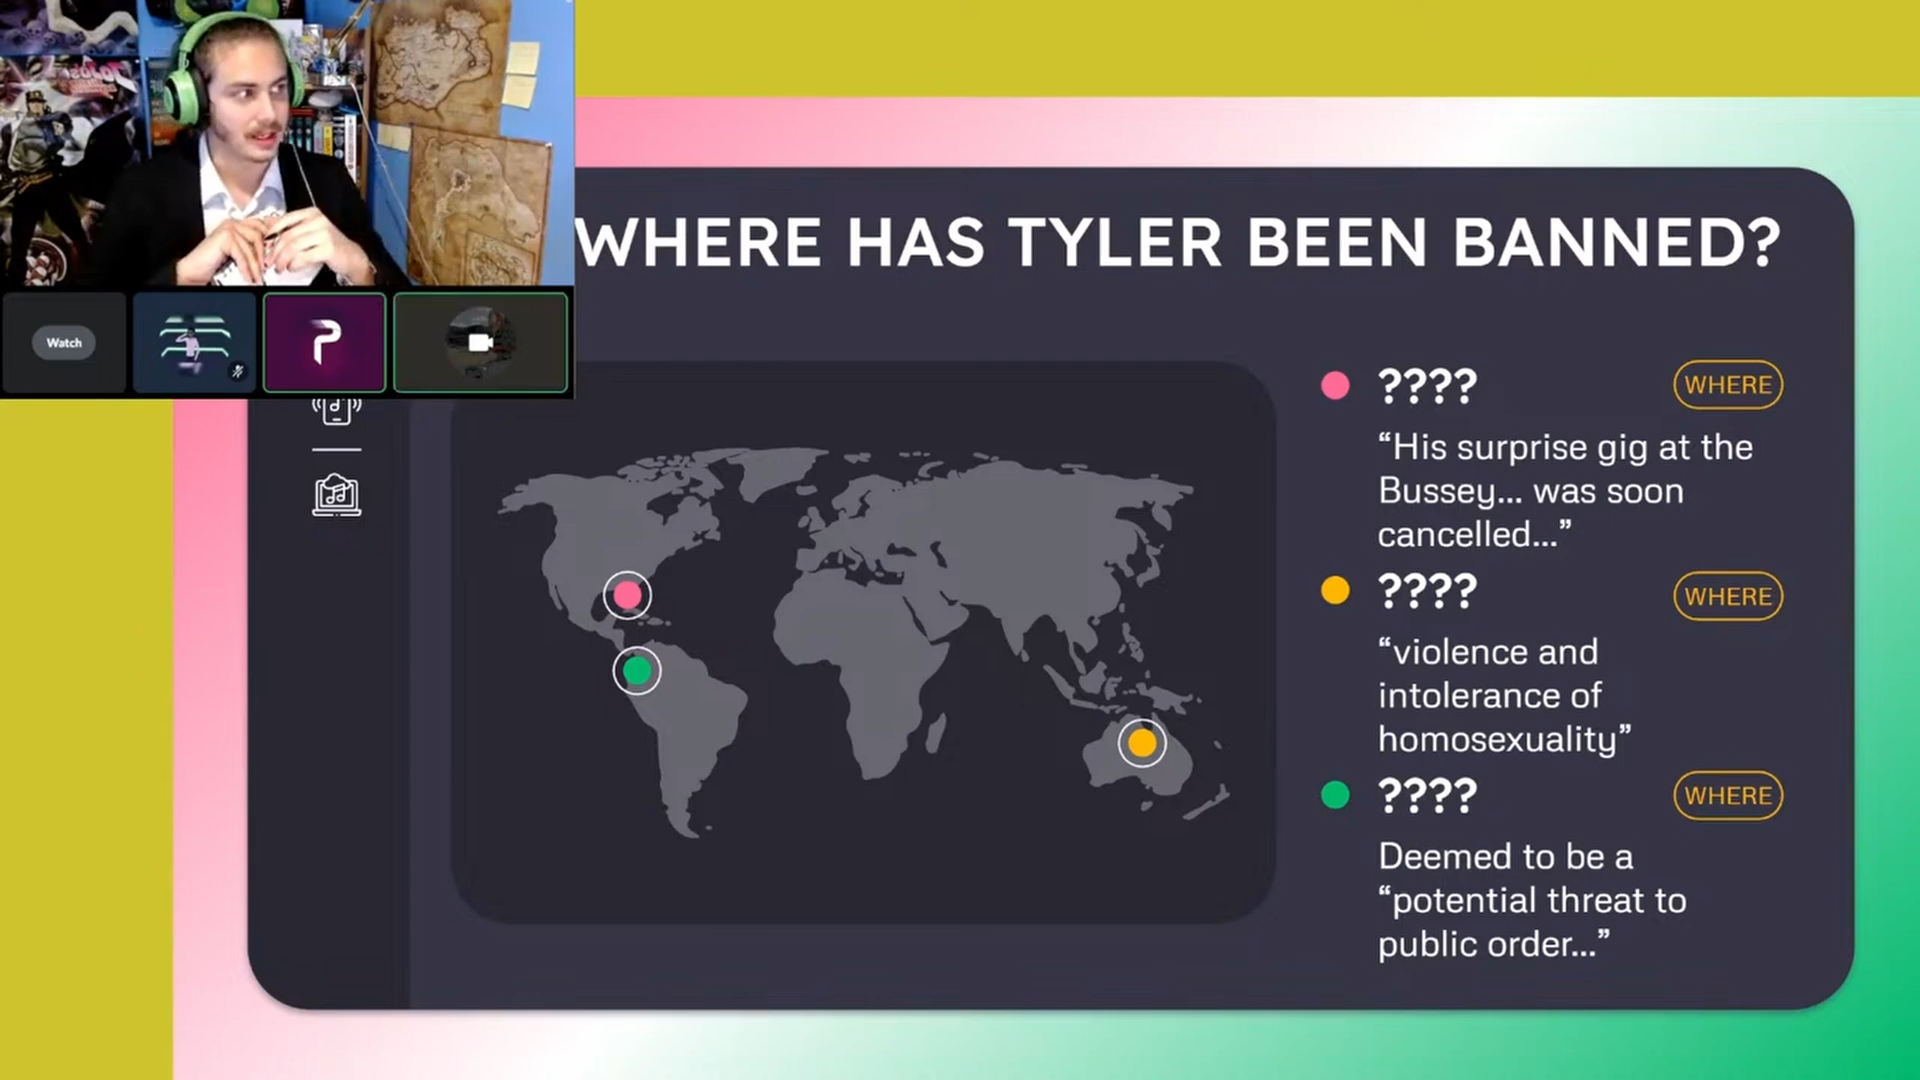 WHERE HAS TYLER BEEN BANNED?
Watch
P
????
WHERE
“His surprise gig at the
Bussey... was soon
cancelled...”
????
WHERE
“violence and
intolerance of
homosexuality”
????
WHERE
Deemed to be a
“potential threat to
public order...”